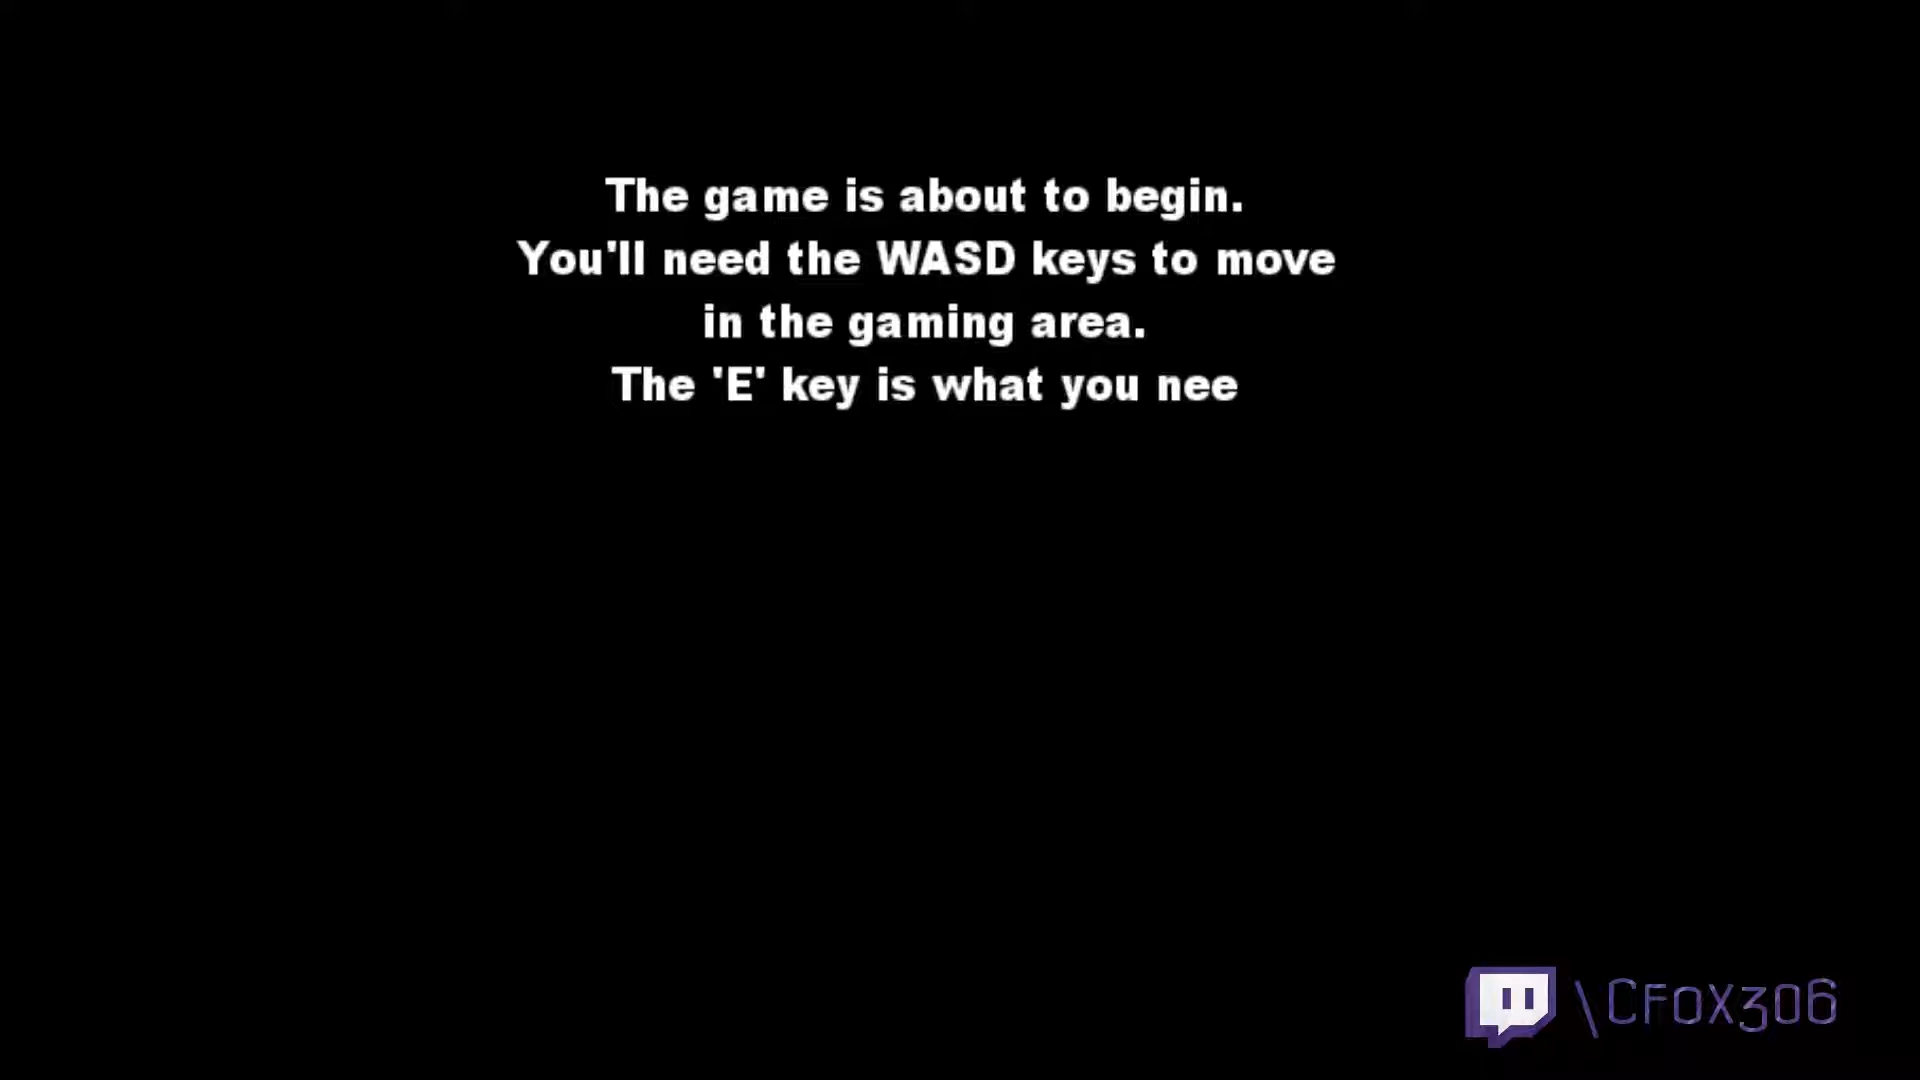 The game is about to begin.
You'll need the WASD keys to move
in the gaming area.
The 'E' key is what you nee
\CFOX306